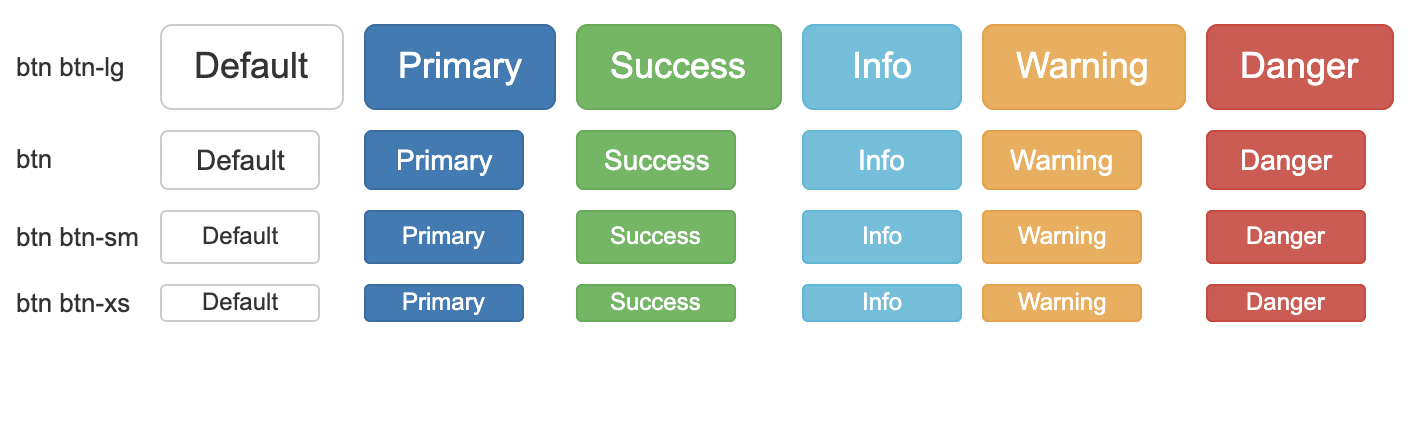 btn btn-lg Default Primary Success Info Warning Danger
btn Default Primary Success Info Warning Danger
btn btn-sm Default Primary Success Info Warning Danger
btn btn-xs Default Primary Success Info Warning Danger